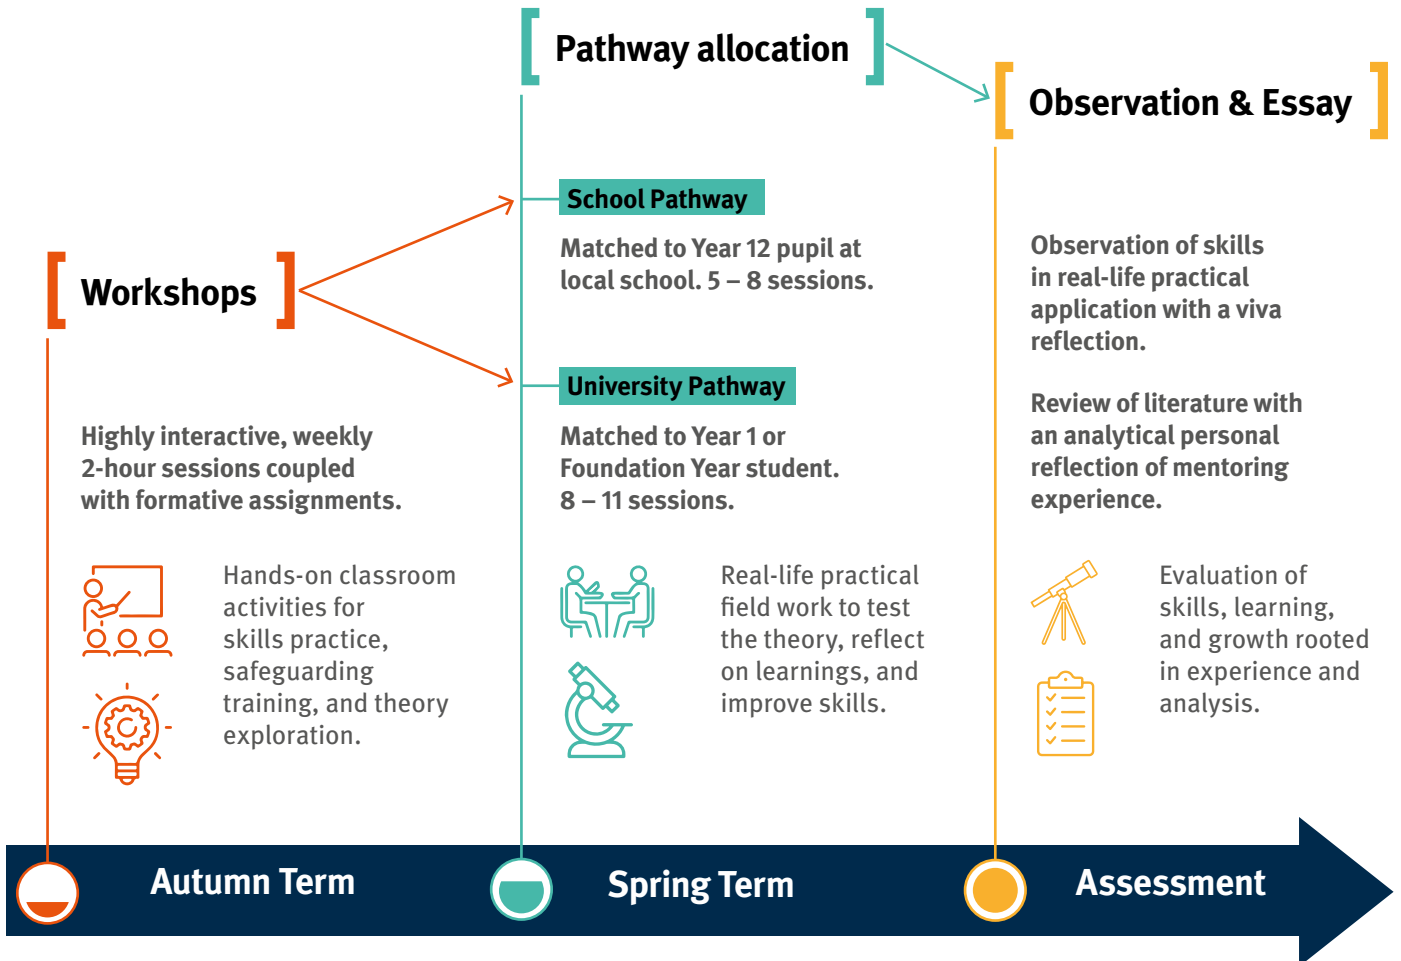 Pathway allocation
Observation & Essay
Workshops
Highly interactive, weekly
2-hour sessions coupled
with formative assignments.
Hands-on classroom
activities for
skills practice,
safeguarding
training, and theory
exploration.
School Pathway
Matched to Year 12 pupil at
local school. 5 – 8 sessions.
University Pathway
Matched to Year 1 or
Foundation Year student.
8 – 11 sessions.
Real-life practical
field work to test
the theory, reflect
on learnings, and
improve skills.
Observation of skills
in real-life practical
application with a viva
reflection.
Review of literature with
an analytical personal
reflection of mentoring
experience.
Evaluation of
skills, learning,
and growth rooted
in experience and
analysis.
Autumn Term
Spring Term
Assessment